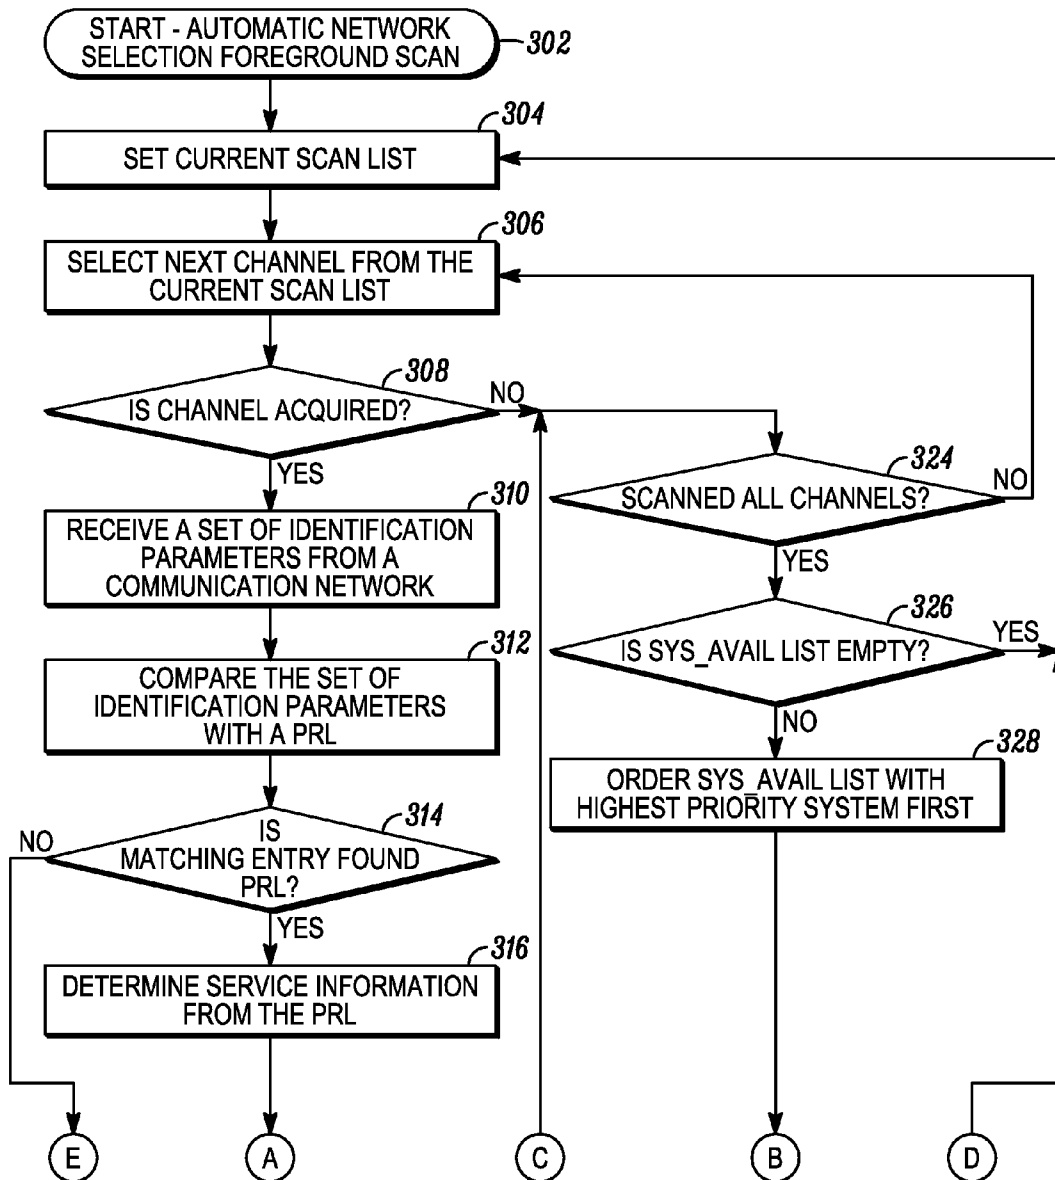 START - AUTOMATIC NETWORK
SELECTION FOREGROUND SCAN
302
304
SET CURRENT SCAN LIST
306
SELECT NEXT CHANNEL FROM THE
CURRENT SCAN LIST
308
IS CHANNEL ACQUIRED?
NO
YES
310
RECEIVE A SET OF IDENTIFICATION
PARAMETERS FROM A
COMMUNICATION NETWORK
312
COMPARE THE SET OF
IDENTIFICATION PARAMETERS
WITH A PRL
314
NO
IS
MATCHING ENTRY FOUND
PRL?
YES
316
DETERMINE SERVICE INFORMATION
FROM THE PRL
324
SCANNED ALL CHANNELS?
NO
YES
326
IS SYS_AVAIL LIST EMPTY?
YES
NO
328
ORDER SYS_AVAIL LIST WITH
HIGHEST PRIORITY SYSTEM FIRST
E
A
C
B
D